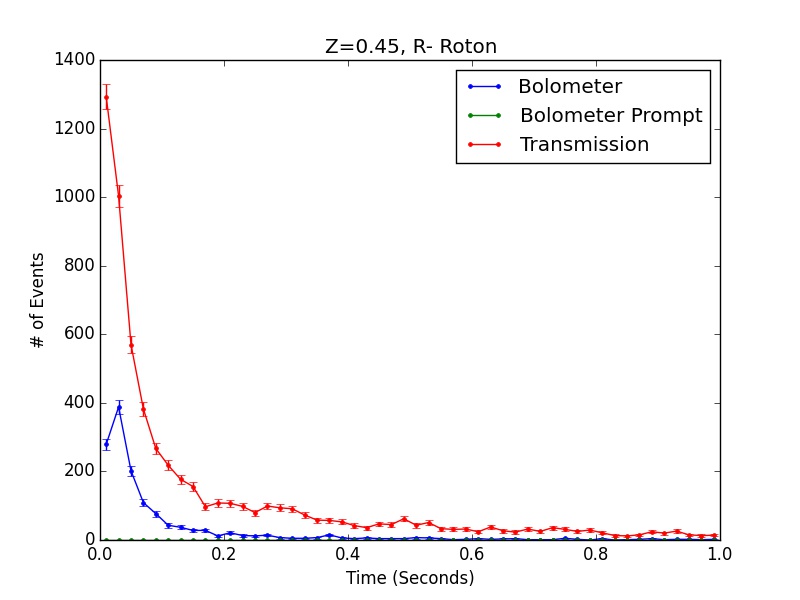 Z=0.45, R- Roton
1400
1200
1000
800
600
400
200
0
# of Events
Bolometer
Bolometer Prompt
Transmission
0.0 0.2 0.4 0.6 0.8 1.0
Time (Seconds)